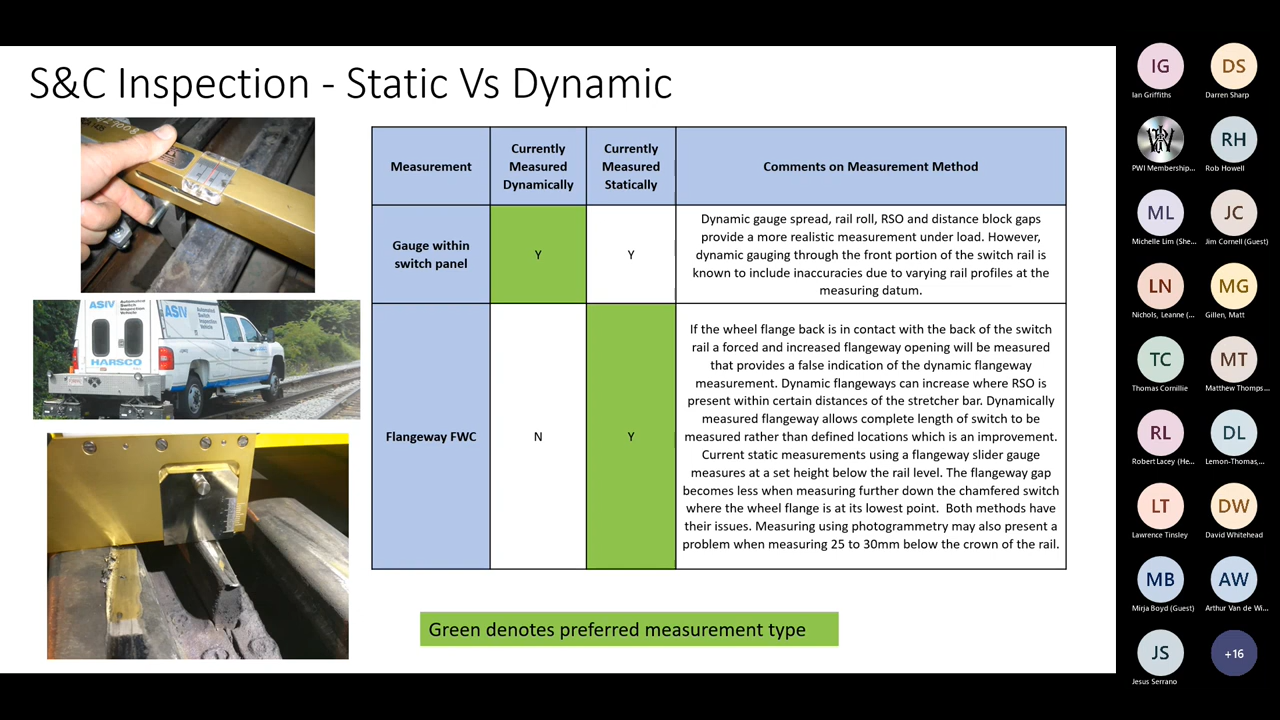 S&C Inspection - Static Vs Dynamic
ASIV
Automated
Switch
Inspection
Vehicle
ASIV
Automated
Switch
Inspection
Vehicle
HARSCO
Measurement
Currently
Measured
Dynamically
Currently
Measured
Statically
Comments on Measurement Method
Gauge within
switch panel
Y
Y
Dynamic gauge spread, rail roll, RSO and distance block gaps
provide a more realistic measurement under load. However,
dynamic gauging through the front portion of the switch rail is
known to include inaccuracies due to varying rail profiles at the
measuring datum.
Flangeway FWC
N
Y
If the wheel flange back is in contact with the back of the switch
rail a forced and increased flangeway opening will be measured
that provides a false indication of the dynamic flangeway
measurement. Dynamic flangeways can increase where RSO is
present within certain distances of the stretcher bar. Dynamically
measured flangeway allows complete length of switch to be
measured rather than defined locations which is an improvement.
Current static measurements using a flangeway slider gauge
measures at a set height below the rail level. The flangeway gap
becomes less when measuring further down the chamfered switch
where the wheel flange is at its lowest point. Both methods have
their issues. Measuring using photogrammetry may also present a
problem when measuring 25 to 30mm below the crown of the rail.
Green denotes preferred measurement type
IG
Ian Griffiths
DS
Darren Sharp
PWI Membership...
RH
Rob Howell
ML
Michelle Lim (She...
JC
Jim Cornell (Guest)
LN
Nichols, Leanne (...
MG
Gillen, Matt
TC
Thomas Cornillie
MT
Matthew Thomps...
RL
Robert Lacey (He...
DL
Lemon-Thomas,...
LT
Lawrence Tinsley
DW
David Whitehead
MB
Mirja Boyd (Guest)
AW
Arthur Van de Wi...
JS
Jesus Serrano
+16